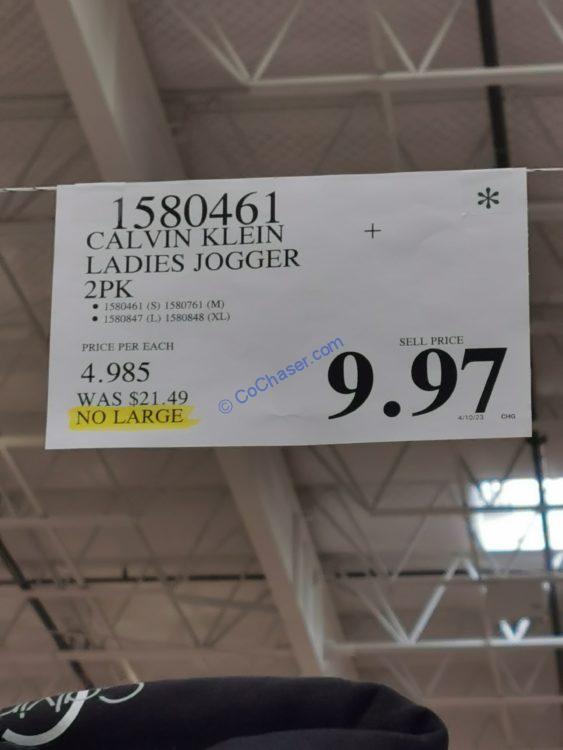 1580461
*
CALVIN KLEIN
+
LADIES JOGGER
2PK
• 1580461 (S) 1580761 (M)
• 1580847 (L) 1580848 (XL)
PRICE PER EACH
SELL PRICE
4.985
9.97
WAS $21.49
NO LARGE
4/10/23 CHG
© CoChaser.com
Calvin